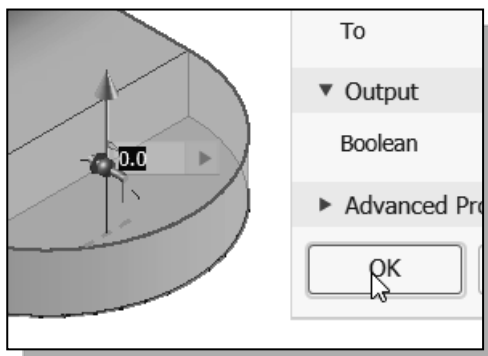 To
▼ Output
0.0
Boolean
▶ Advanced Pro
OK